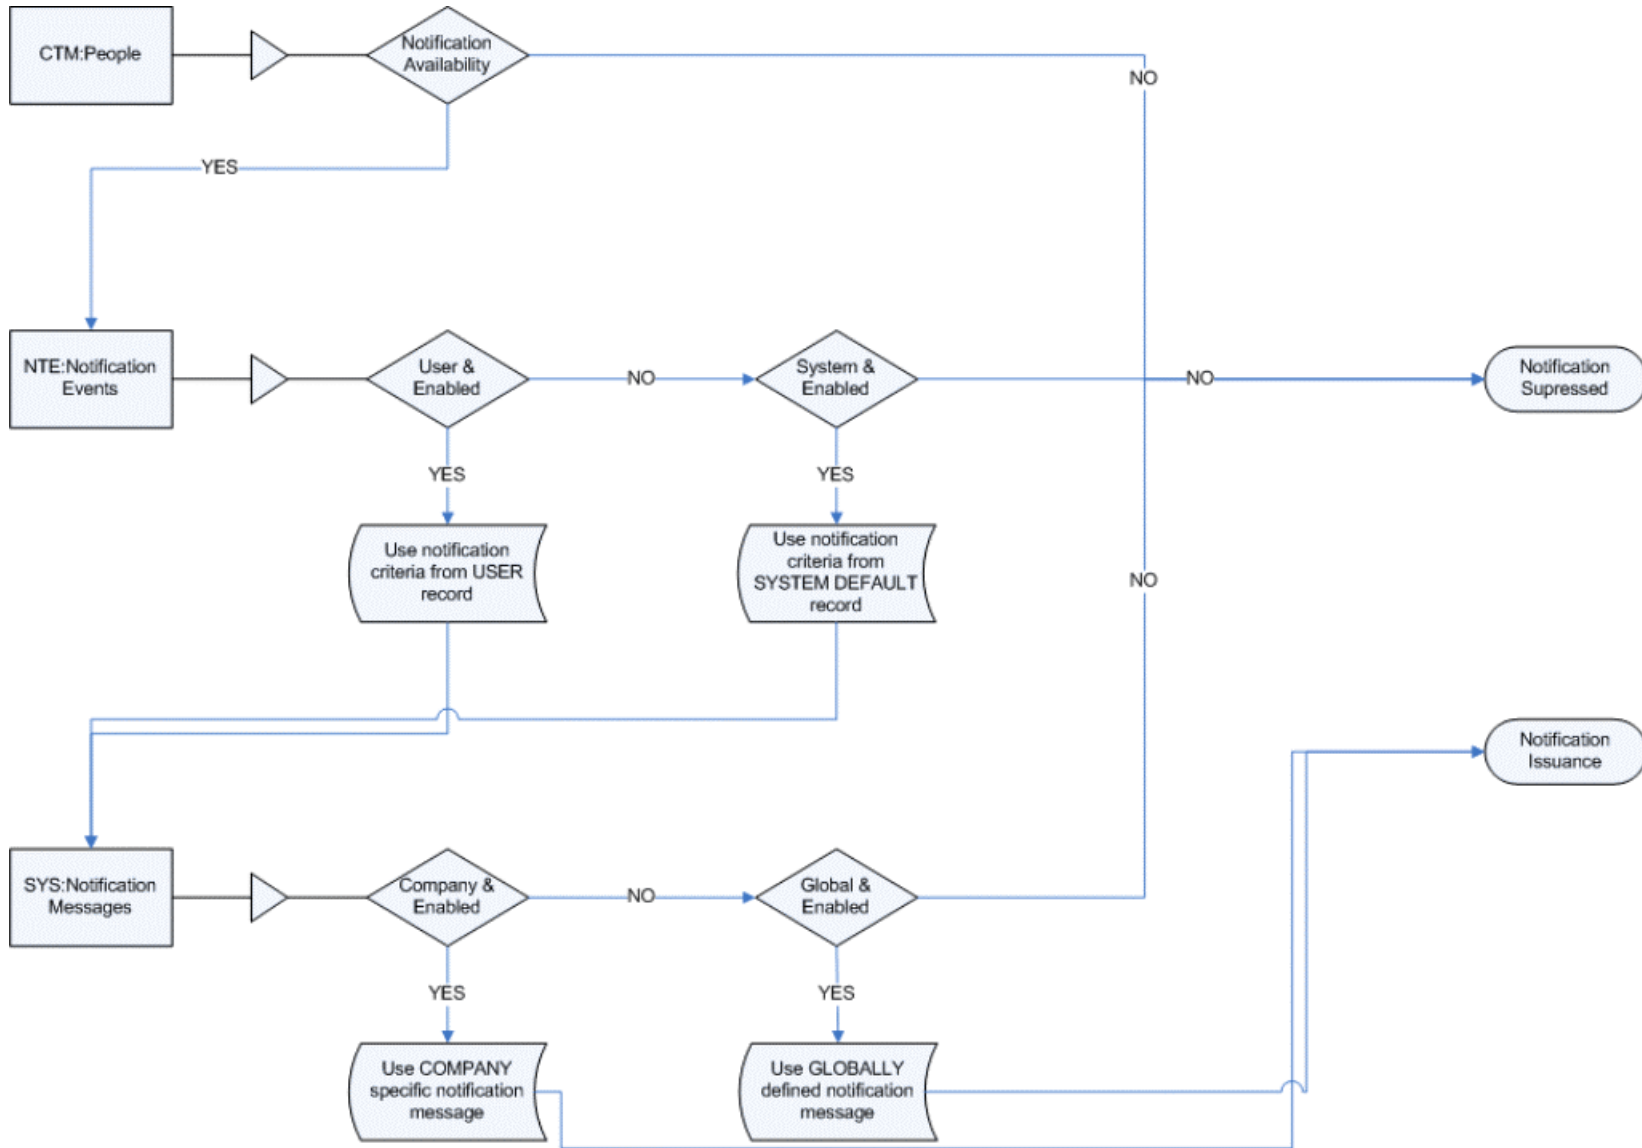 CTM:People
Notification
Availability
NO
YES
NTE:Notification
Events
User &
Enabled
NO
System &
Enabled
NO
Notification
Supressed
YES
YES
Use notification
criteria from USER
record
Use notification
criteria from
SYSTEM DEFAULT
record
NO
Notification
Issuance
SYS:Notification
Messages
Company &
Enabled
NO
Global &
Enabled
YES
YES
Use COMPANY
specific notification
message
Use GLOBALLY
defined notification
message